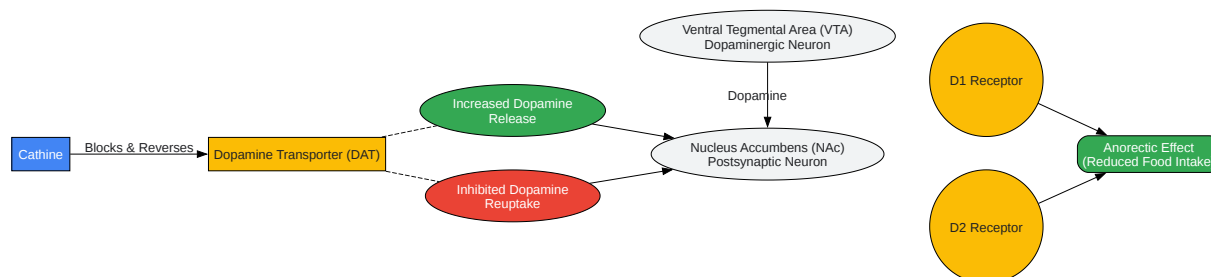 Cathine
Blocks & Reverses
Dopamine Transporter (DAT)
Increased Dopamine
Release
Inhibited Dopamine
Reuptake
Ventral Tegmental Area (VTA)
Dopaminergic Neuron
Dopamine
Nucleus Accumbens (NAc)
Postsynaptic Neuron
D1 Receptor
D2 Receptor
Anorectic Effect
(Reduced Food Intake